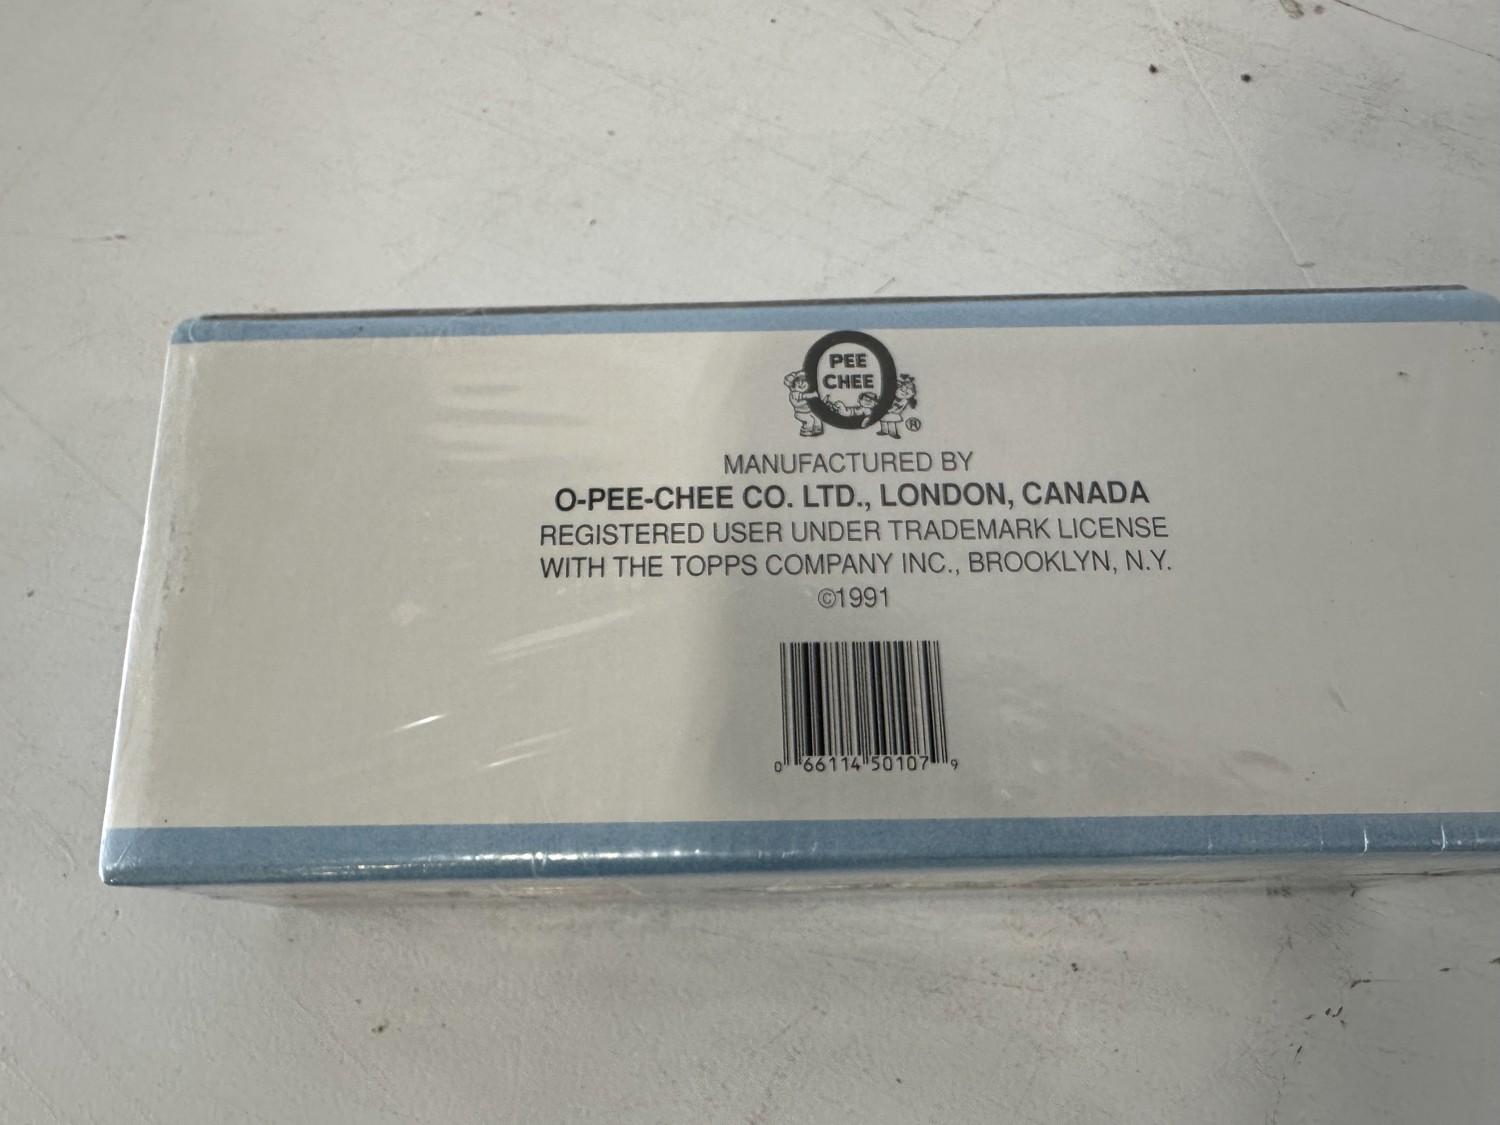 PEE
CHEE
®
MANUFACTURED BY
O-PEE-CHEE CO. LTD., LONDON, CANADA
REGISTERED USER UNDER TRADEMARK LICENSE
WITH THE TOPPS COMPANY INC., BROOKLYN, N.Y.
©1991
0 66114 50107 9